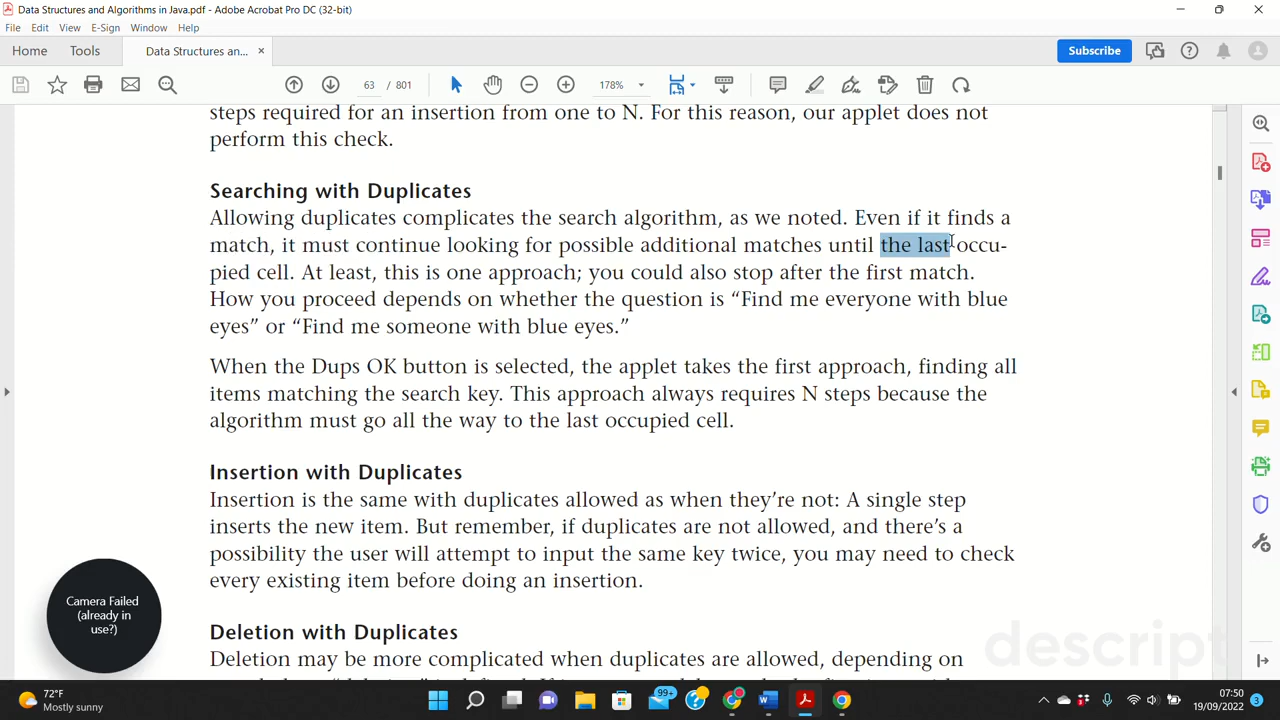 Data Structures and Algorithms in Java.pdf - Adobe Acrobat Pro DC (32-bit)
File Edit View E-Sign Window Help
Home Tools Data Structures an... × Subscribe
63 / 801 178%
steps required for an insertion from one to N. For this reason, our applet does not
perform this check.
Searching with Duplicates
Allowing duplicates complicates the search algorithm, as we noted. Even if it finds a
match, it must continue looking for possible additional matches until the last occu-
pied cell. At least, this is one approach; you could also stop after the first match.
How you proceed depends on whether the question is “Find me everyone with blue
eyes” or “Find me someone with blue eyes.”
When the Dups OK button is selected, the applet takes the first approach, finding all
items matching the search key. This approach always requires N steps because the
algorithm must go all the way to the last occupied cell.
Insertion with Duplicates
Insertion is the same with duplicates allowed as when they’re not: A single step
inserts the new item. But remember, if duplicates are not allowed, and there’s a
possibility the user will attempt to input the same key twice, you may need to check
every existing item before doing an insertion.
Deletion with Duplicates
Deletion may be more complicated when duplicates are allowed, depending on
Camera Failed
(already in
use?)
descript
72°F
Mostly sunny
99+
07:50
19/09/2022
3